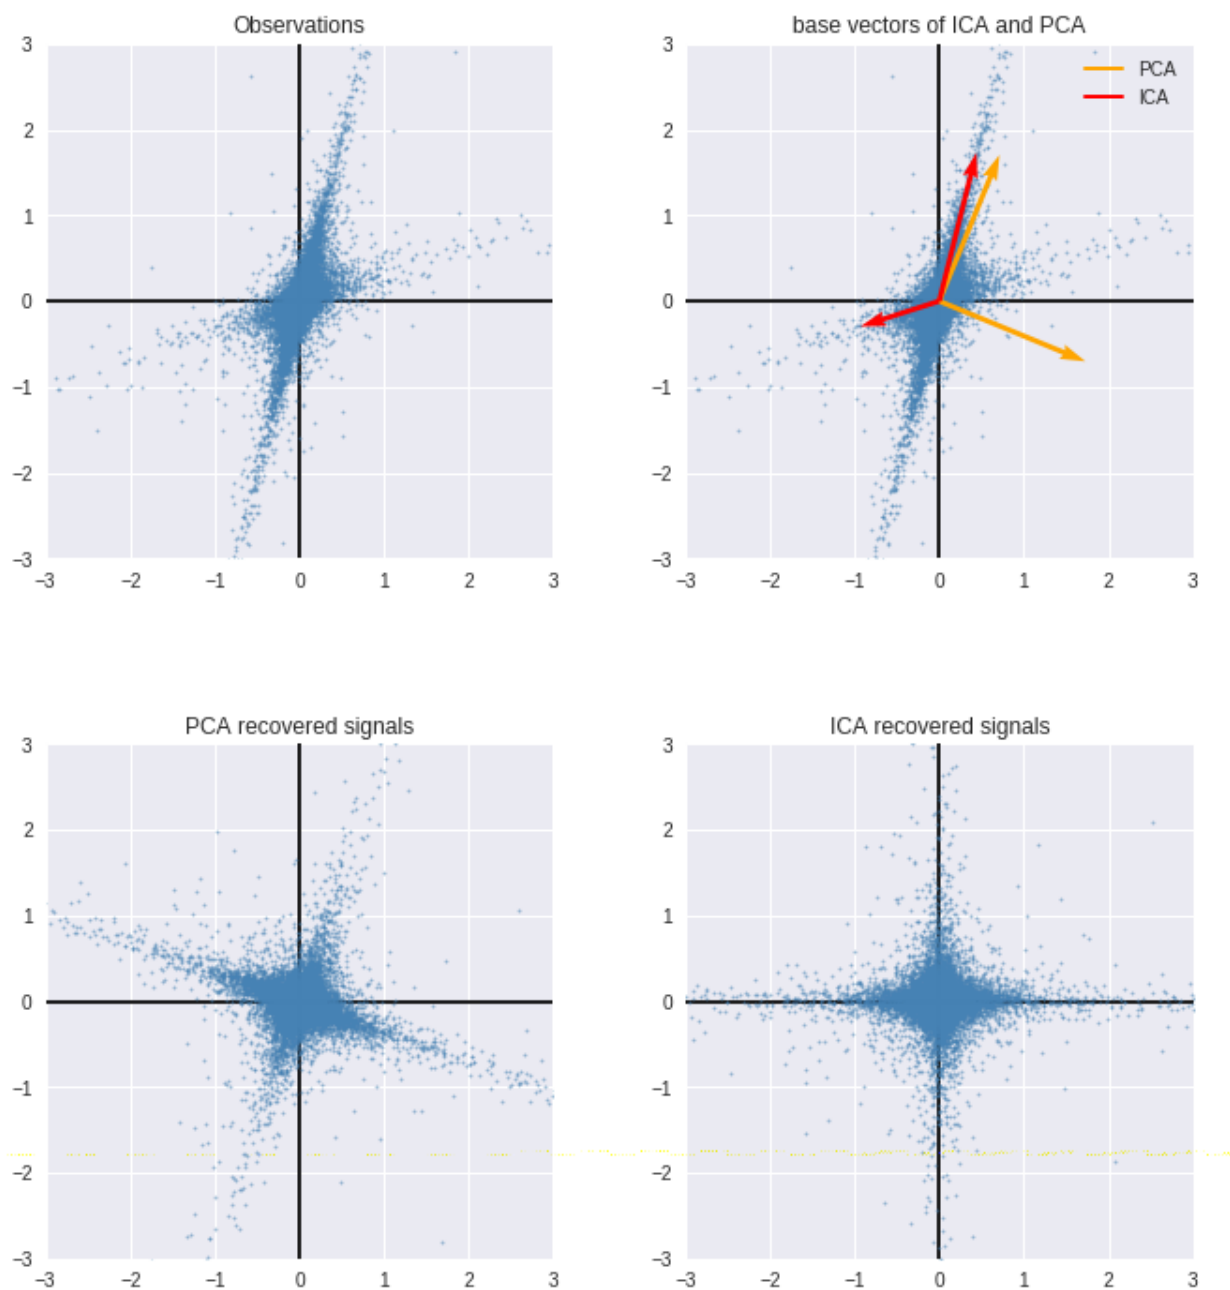 Observations
3
2
1
0
−1
−2
−3
−3 −2 −1 0 1 2 3
base vectors of ICA and PCA
PCA
ICA
3
2
1
0
−1
−2
−3
−3 −2 −1 0 1 2 3
PCA recovered signals
3
2
1
0
−1
−2
−3
−3 −2 −1 0 1 2 3
ICA recovered signals
3
2
1
0
−1
−2
−3
−3 −2 −1 0 1 2 3